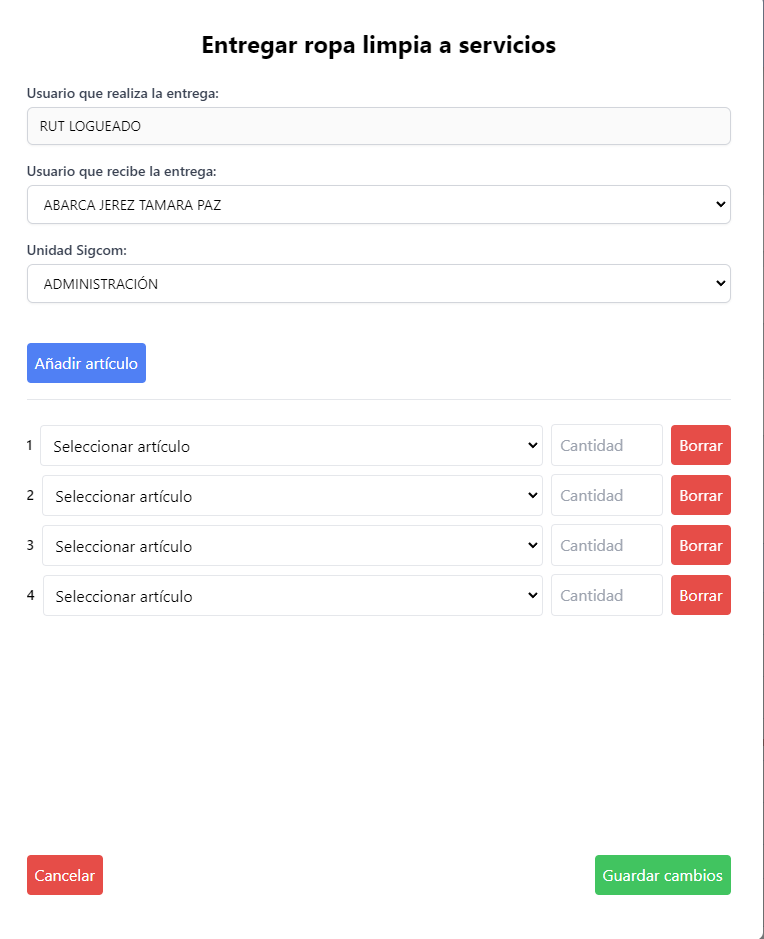 Entregar ropa limpia a servicios
Usuario que realiza la entrega:
RUT LOGUEADO
Usuario que recibe la entrega:
ABARCA JEREZ TAMARA PAZ
Unidad Sigcom:
ADMINISTRACIÓN
Añadir artículo
1 Seleccionar artículo Cantidad Borrar
2 Seleccionar artículo Cantidad Borrar
3 Seleccionar artículo Cantidad Borrar
4 Seleccionar artículo Cantidad Borrar
Cancelar Guardar cambios